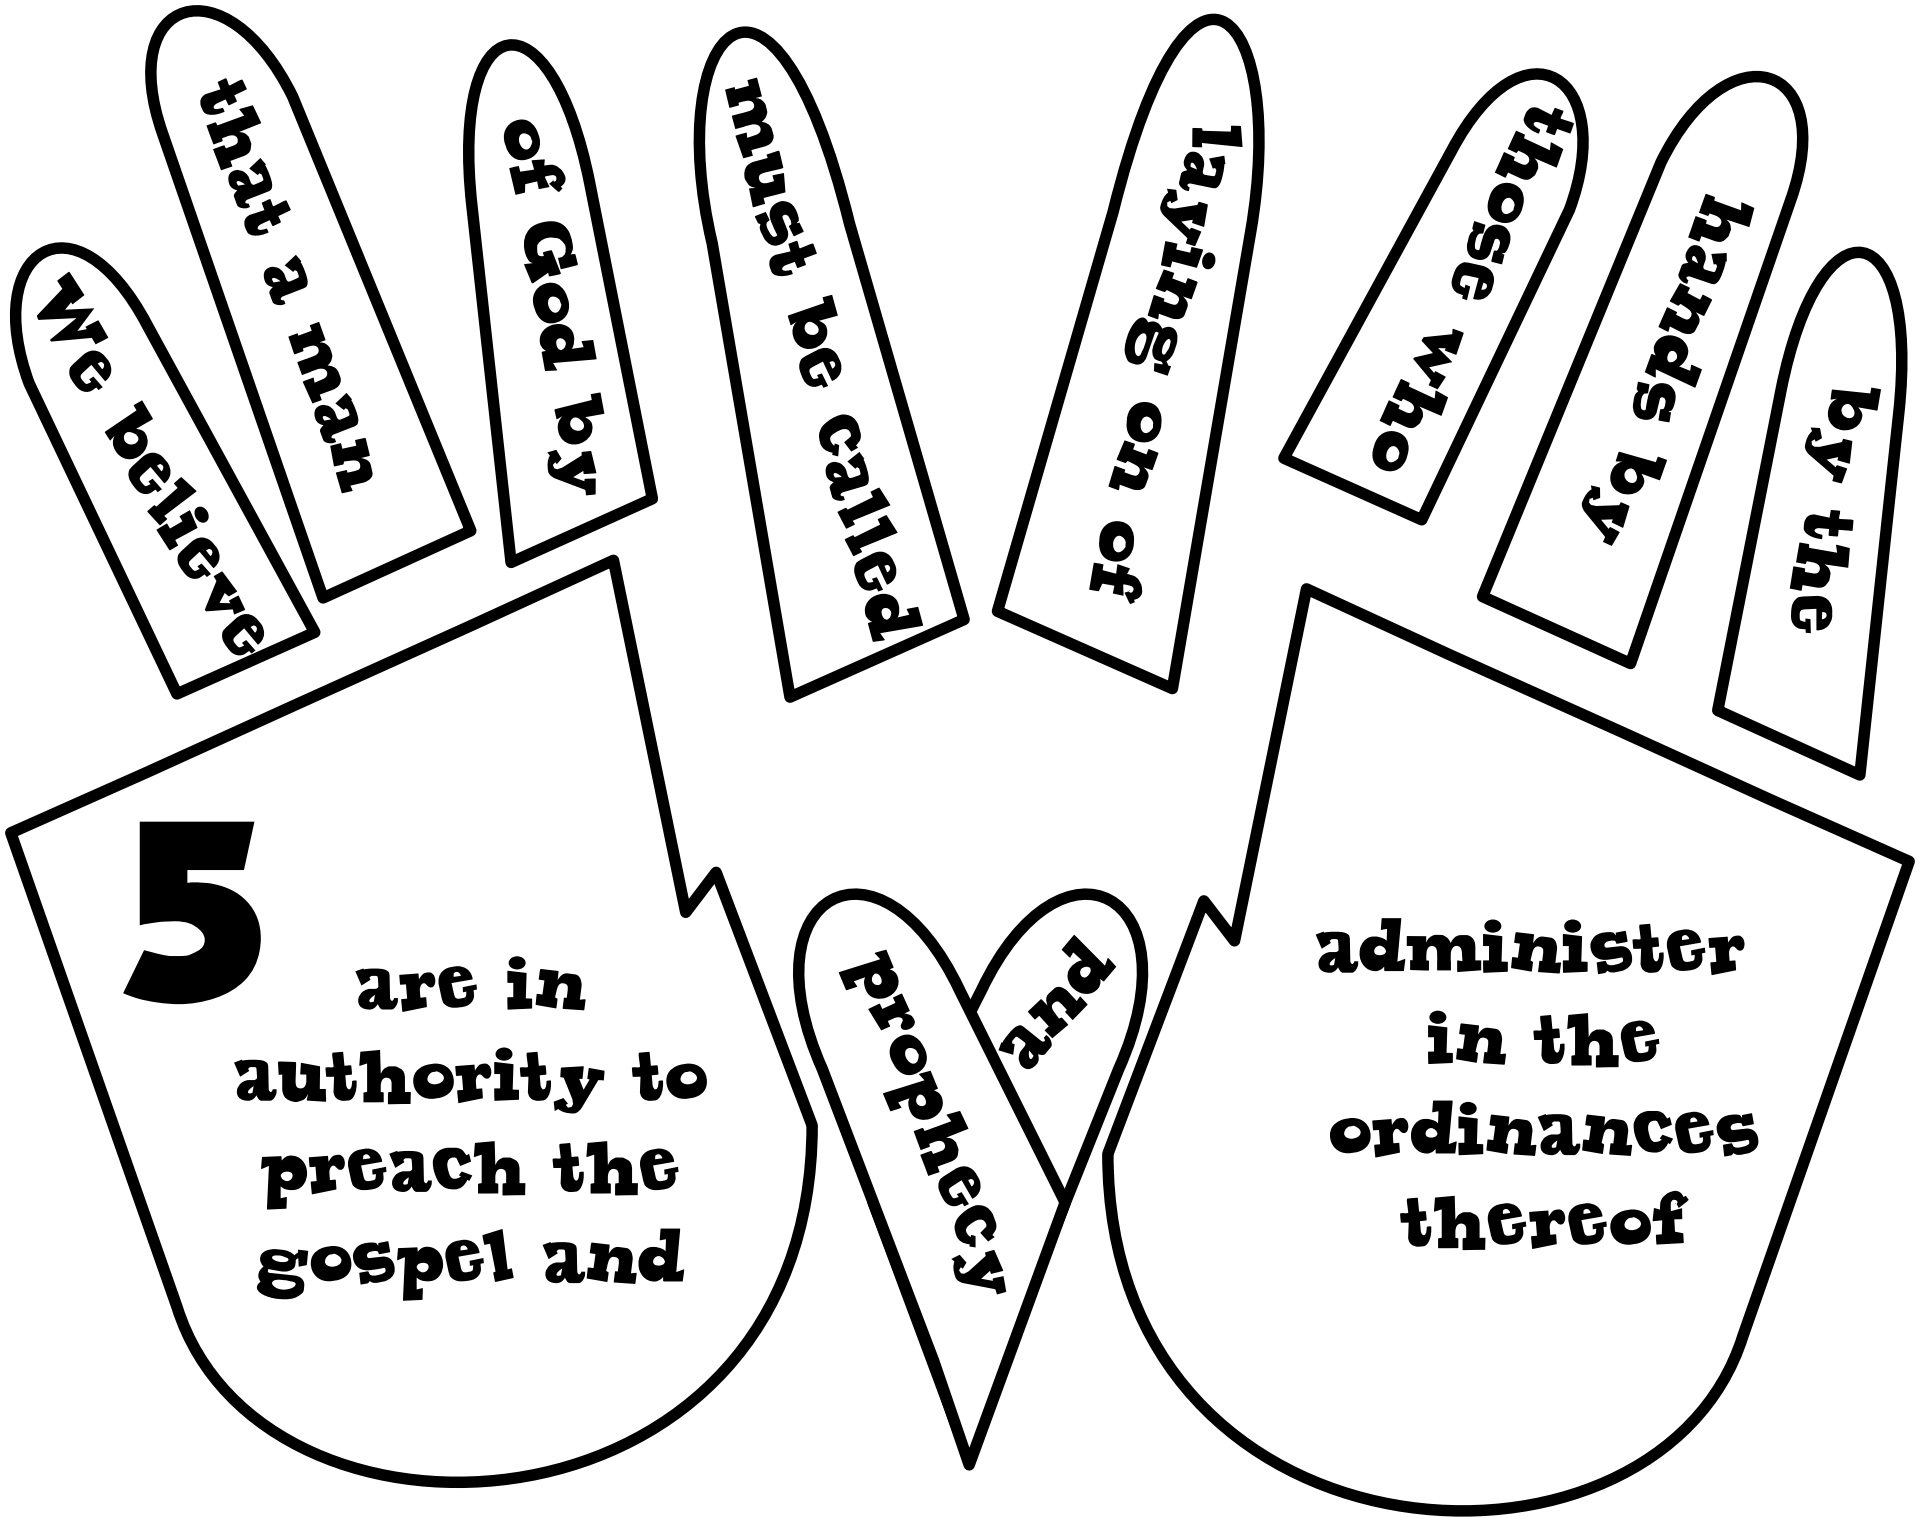 We believe
that a man
of God by
must be called
laying on of
those who
hands by
by the
prophecy
and
5
are in
authority to
preach the
gospel and
administer
in the
ordinances
thereof